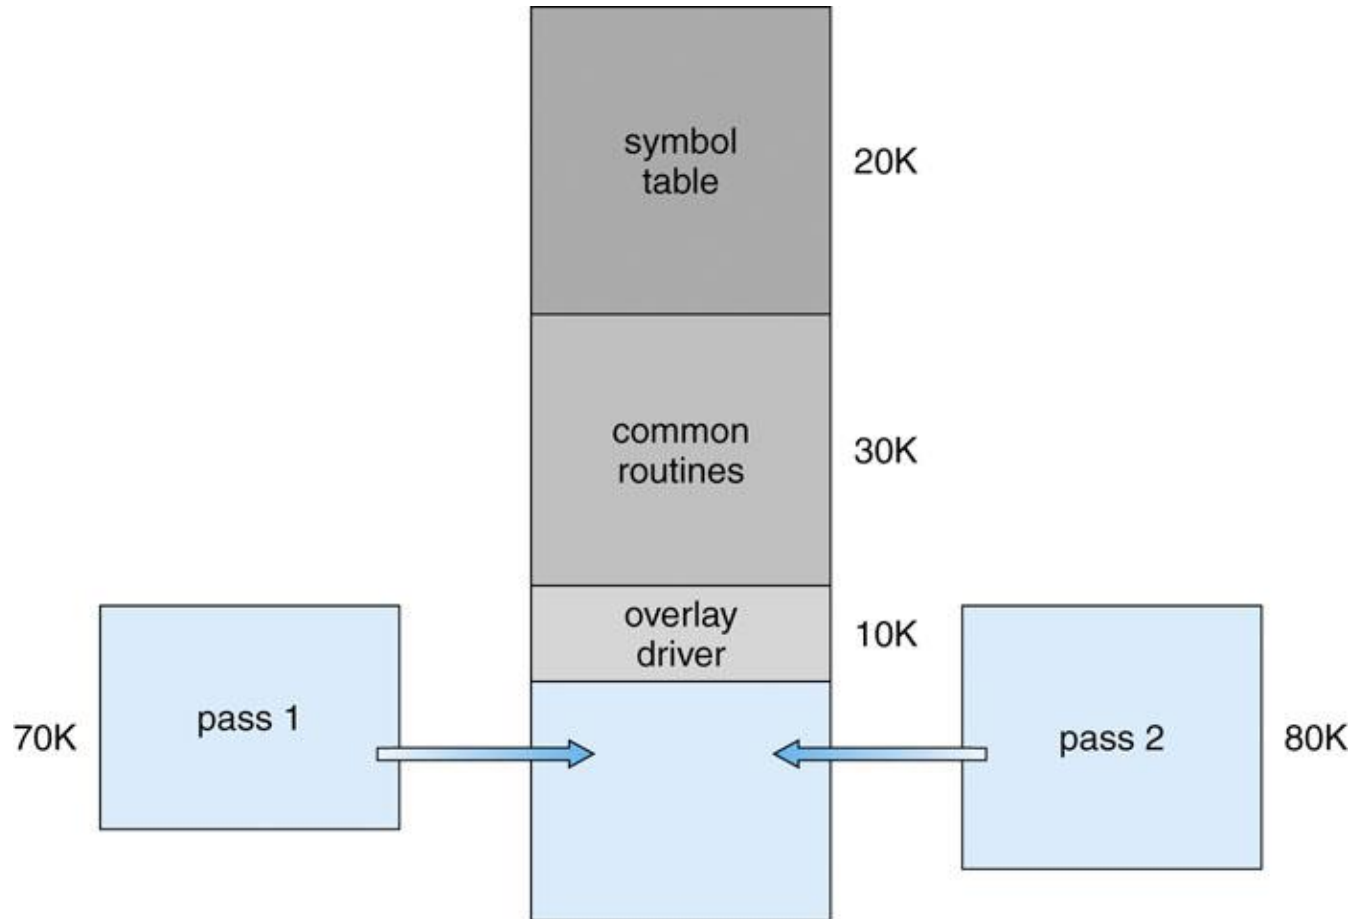 symbol
table
20K
common
routines
30K
overlay
driver
10K
pass 1
70K
pass 2
80K